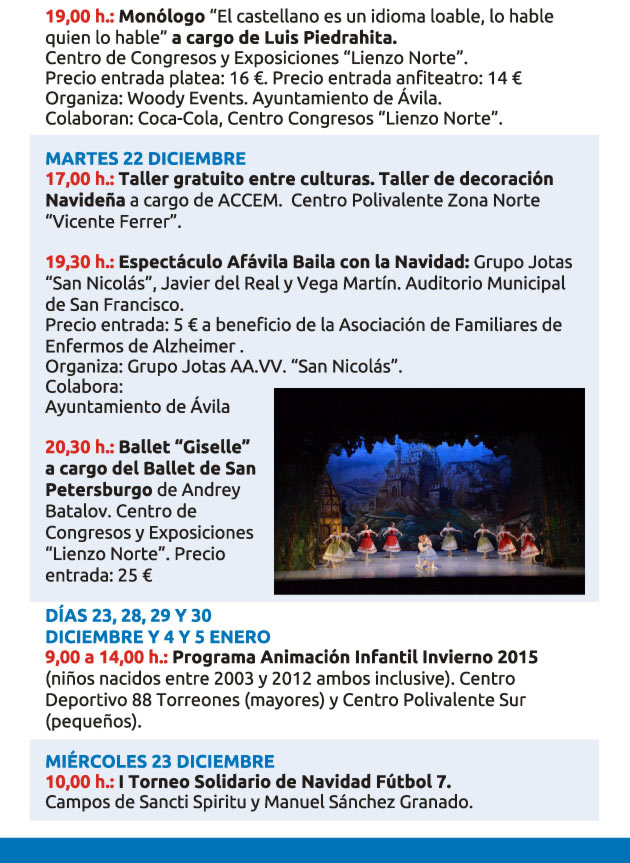 19,00 h.: Monólogo “El castellano es un idioma loable, lo hable
quien lo hable” a cargo de Luis Piedrahita.
Centro de Congresos y Exposiciones “Lienzo Norte”.
Precio entrada platea: 16 €. Precio entrada anfiteatro: 14 €
Organiza: Woody Events. Ayuntamiento de Ávila.
Colaboran: Coca-Cola, Centro Congresos “Lienzo Norte”.
MARTES 22 DICIEMBRE
17,00 h.: Taller gratuito entre culturas. Taller de decoración
Navideña a cargo de ACCEM. Centro Polivalente Zona Norte
“Vicente Ferrer”.
19,30 h.: Espectáculo Afávila Baila con la Navidad: Grupo Jotas
“San Nicolás”, Javier del Real y Vega Martín. Auditorio Municipal
de San Francisco.
Precio entrada: 5 € a beneficio de la Asociación de Familiares de
Enfermos de Alzheimer .
Organiza: Grupo Jotas AA.VV. “San Nicolás”.
Colabora:
Ayuntamiento de Ávila
20,30 h.: Ballet “Giselle”
a cargo del Ballet de San
Petersburgo de Andrey
Batalov. Centro de
Congresos y Exposiciones
“Lienzo Norte”. Precio
entrada: 25 €
DÍAS 23, 28, 29 Y 30
DICIEMBRE Y 4 Y 5 ENERO
9,00 a 14,00 h.: Programa Animación Infantil Invierno 2015
(niños nacidos entre 2003 y 2012 ambos inclusive). Centro
Deportivo 88 Torreones (mayores) y Centro Polivalente Sur
(pequeños).
MIÉRCOLES 23 DICIEMBRE
10,00 h.: I Torneo Solidario de Navidad Fútbol 7.
Campos de Sancti Spiritu y Manuel Sánchez Granado.